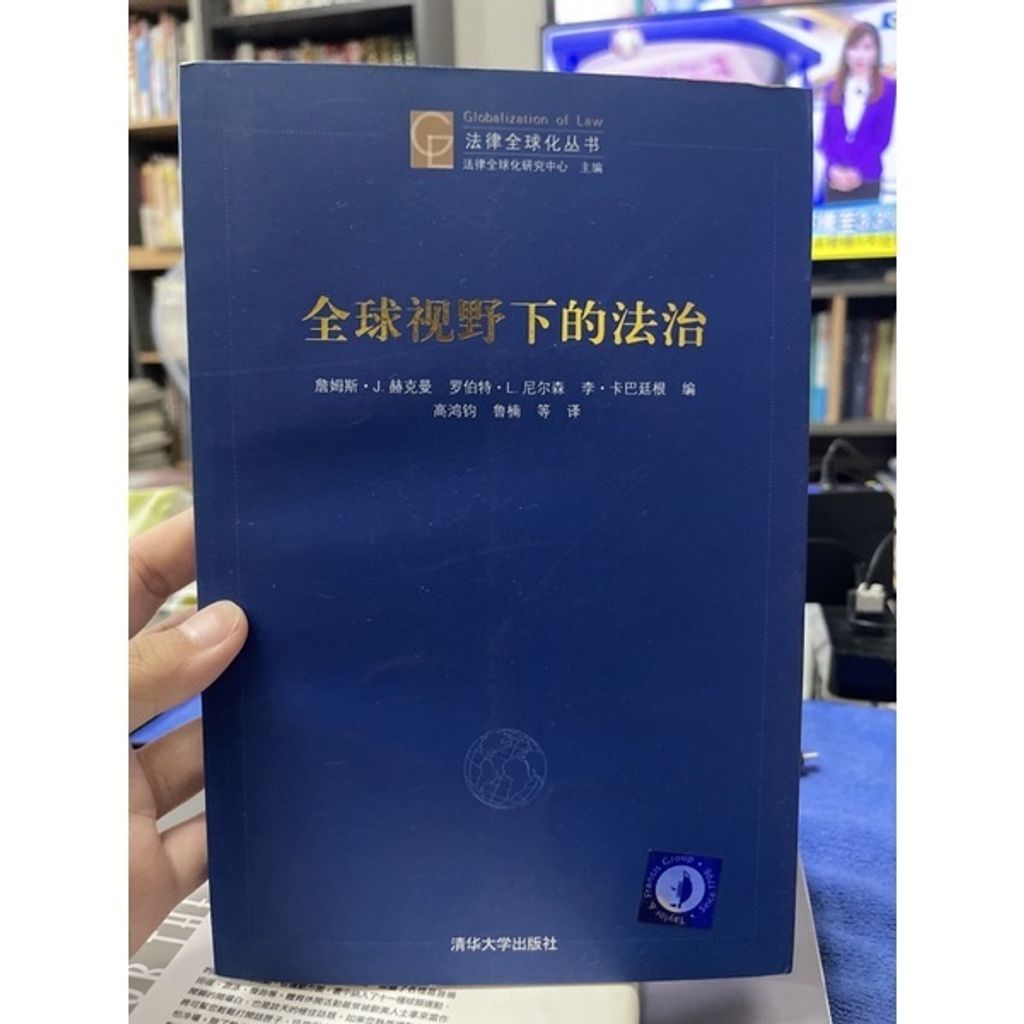 Globalization of Law
法律全球化丛书
法律全球化研究中心 主编
全球视野下的法治
詹姆斯·J.赫克曼 罗伯特·L.尼尔森 李·卡巴廷根 编
高鸿钧 鲁楠 等 译
Taylor & Francis Group · Since 1798 ·
清华大学出版社